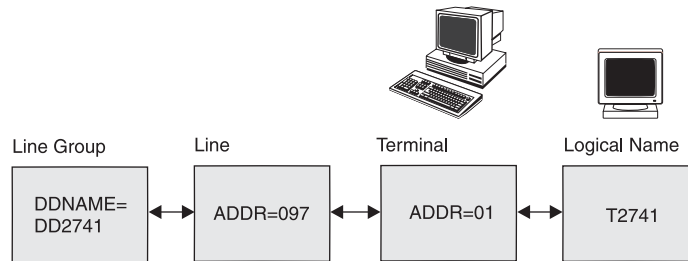 Line Group
Line
Terminal
Logical Name
DDNAME=
DD2741
ADDR=097
ADDR=01
T2741